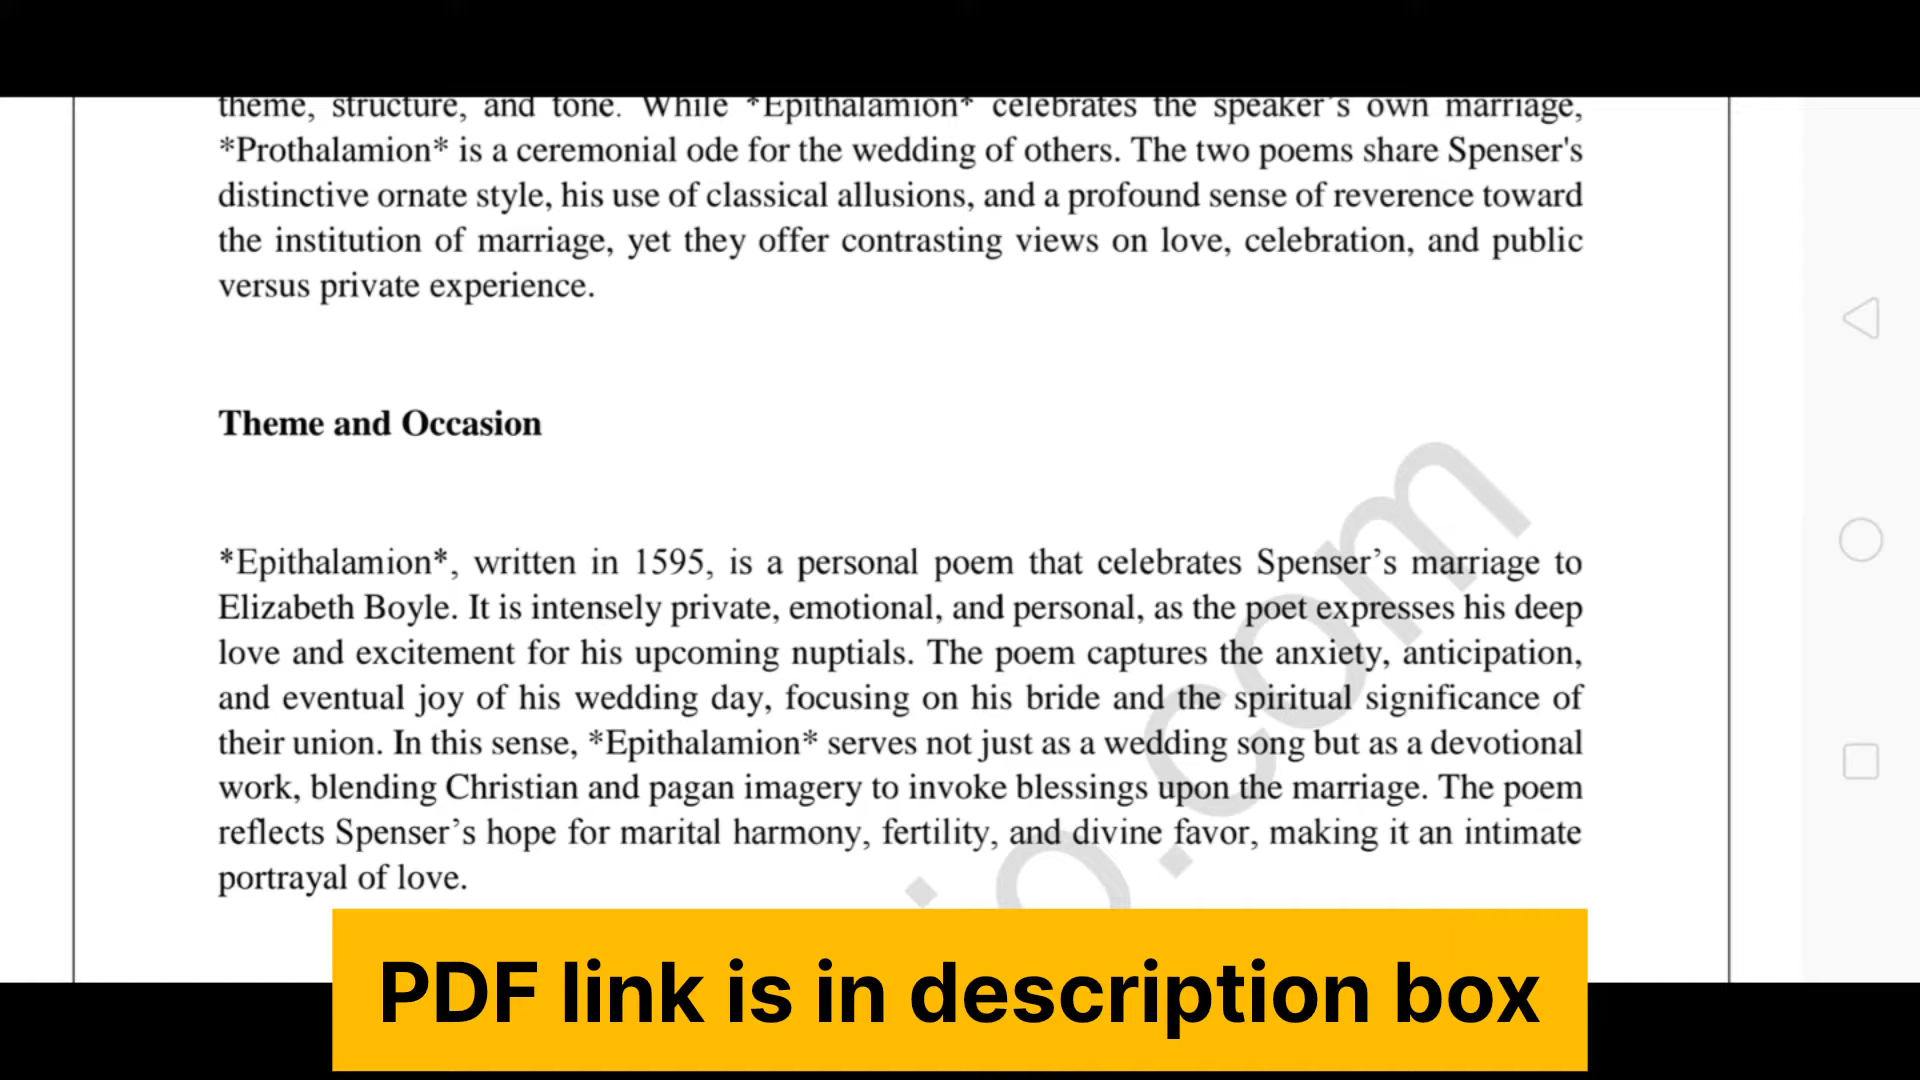 theme, structure, and tone. While *Epithalamion* celebrates the speaker’s own marriage,
*Prothalamion* is a ceremonial ode for the wedding of others. The two poems share Spenser's
distinctive ornate style, his use of classical allusions, and a profound sense of reverence toward
the institution of marriage, yet they offer contrasting views on love, celebration, and public
versus private experience.
Theme and Occasion
*Epithalamion*, written in 1595, is a personal poem that celebrates Spenser’s marriage to
Elizabeth Boyle. It is intensely private, emotional, and personal, as the poet expresses his deep
love and excitement for his upcoming nuptials. The poem captures the anxiety, anticipation,
and eventual joy of his wedding day, focusing on his bride and the spiritual significance of
their union. In this sense, *Epithalamion* serves not just as a wedding song but as a devotional
work, blending Christian and pagan imagery to invoke blessings upon the marriage. The poem
reflects Spenser’s hope for marital harmony, fertility, and divine favor, making it an intimate
portrayal of love.
io.com
PDF link is in description box